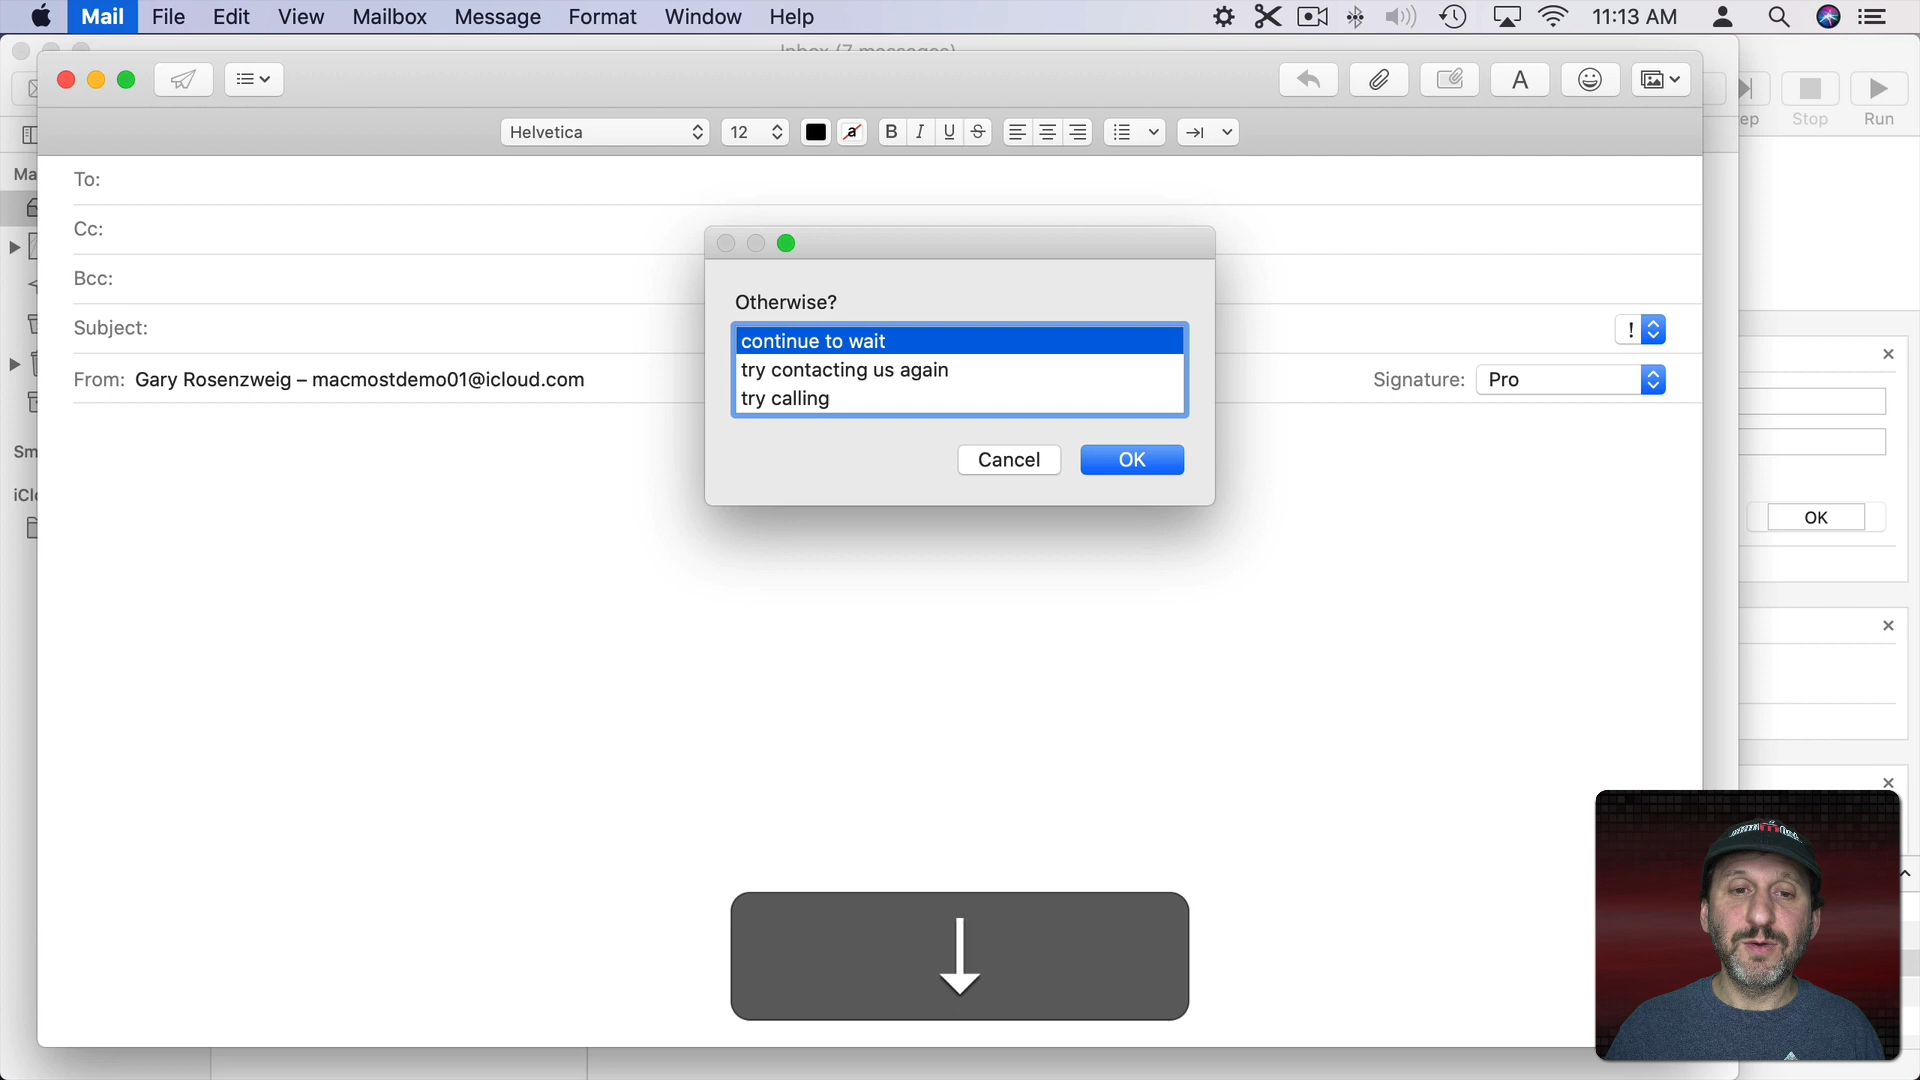 Mail File Edit View Mailbox Message Format Window Help 11:13 AM
Helvetica 12 a B I U S
Stop Run
To:
Cc:
Bcc:
Subject: !
From: Gary Rosenzweig – macmostdemo01@icloud.com Signature: Pro
Otherwise?
continue to wait
try contacting us again
try calling
Cancel OK
OK